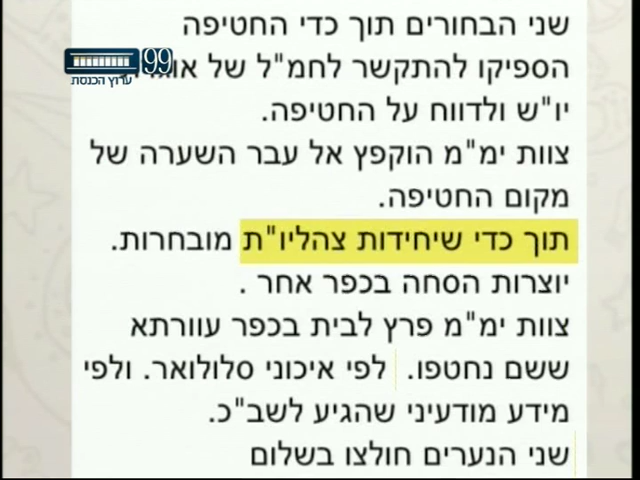 שני הבחורים תוך כדי החטיפה
הספיקו להתקשר לחמ"ל של
יו"ש ולדווח על החטיפה.
צוות ימ"מ הוקפץ אל עבר השערה של
מקום החטיפה.
תוך כדי שיחידות צהליו"ת מובחרות.
יוצרות הסחה בכפר אחר .
צוות ימ"מ פרץ לבית בכפר עוורתא
ששם נחטפו. לפי איכוני סלולואר. ולפי
מידע מודעיני שהגיע לשב"כ.
שני הנערים חולצו בשלום
99
ערוץ הכנסת